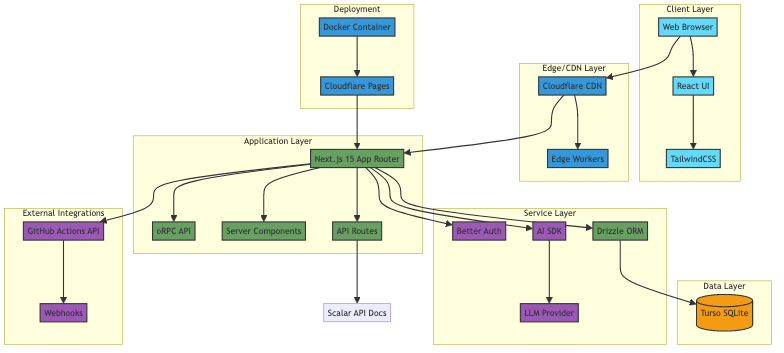 Deployment
Client Layer
Docker Container
Web Browser
Edge/CDN Layer
Cloudflare Pages
Cloudflare CDN
React UI
Application Layer
Next.js 15 App Router
Edge Workers
TailwindCSS
External Integrations
Service Layer
GitHub Actions API
oRPC API
Server Components
API Routes
Better Auth
AI SDK
Drizzle ORM
Data Layer
Webhooks
Scalar API Docs
LLM Provider
Turso SQLite